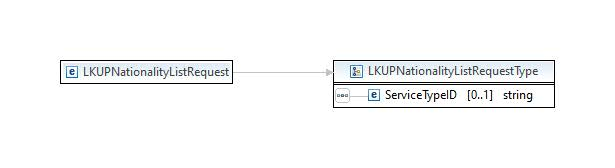 e LKUPNationalityListRequest
LKUPNationalityListRequestType
e ServiceTypeID [0..1] string